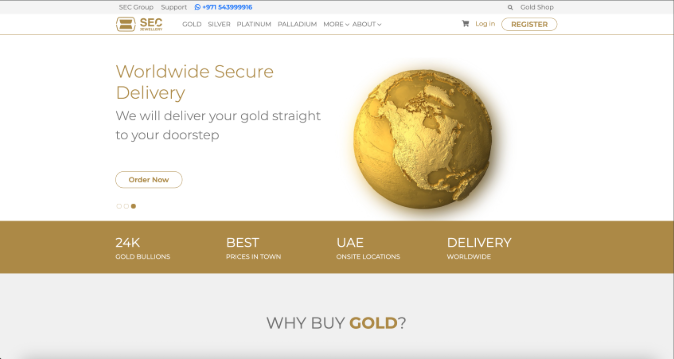 SEC Group Support +971 543999916 Gold Shop
SEC
JEWELLERY
GOLD SILVER PLATINUM PALLADIUM MORE ABOUT Log in REGISTER
Worldwide Secure
Delivery
We will deliver your gold straight
to your doorstep
Order Now
24K BEST UAE DELIVERY
GOLD BULLIONS PRICES IN TOWN ONSITE LOCATIONS WORLDWIDE
WHY BUY GOLD?